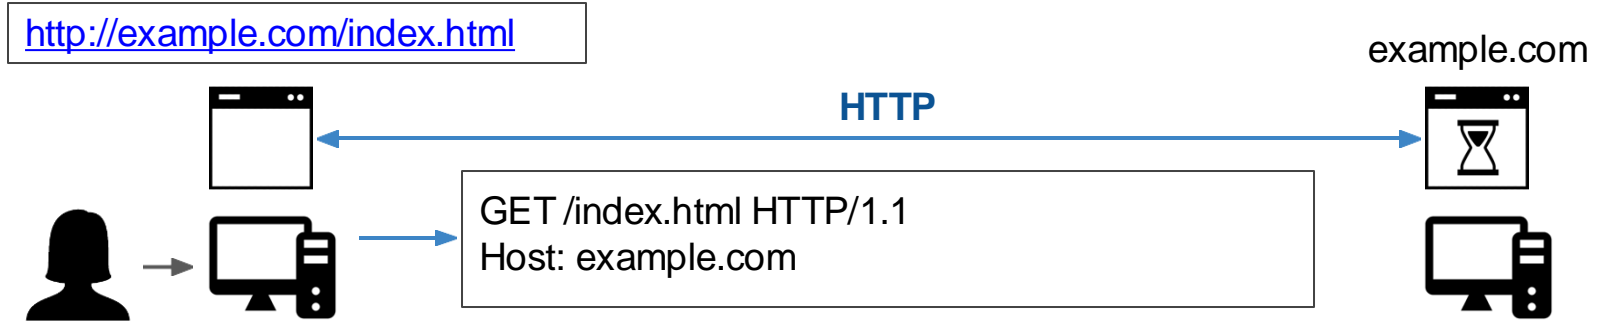 http://example.com/index.html
example.com
HTTP
GET /index.html HTTP/1.1
Host: example.com